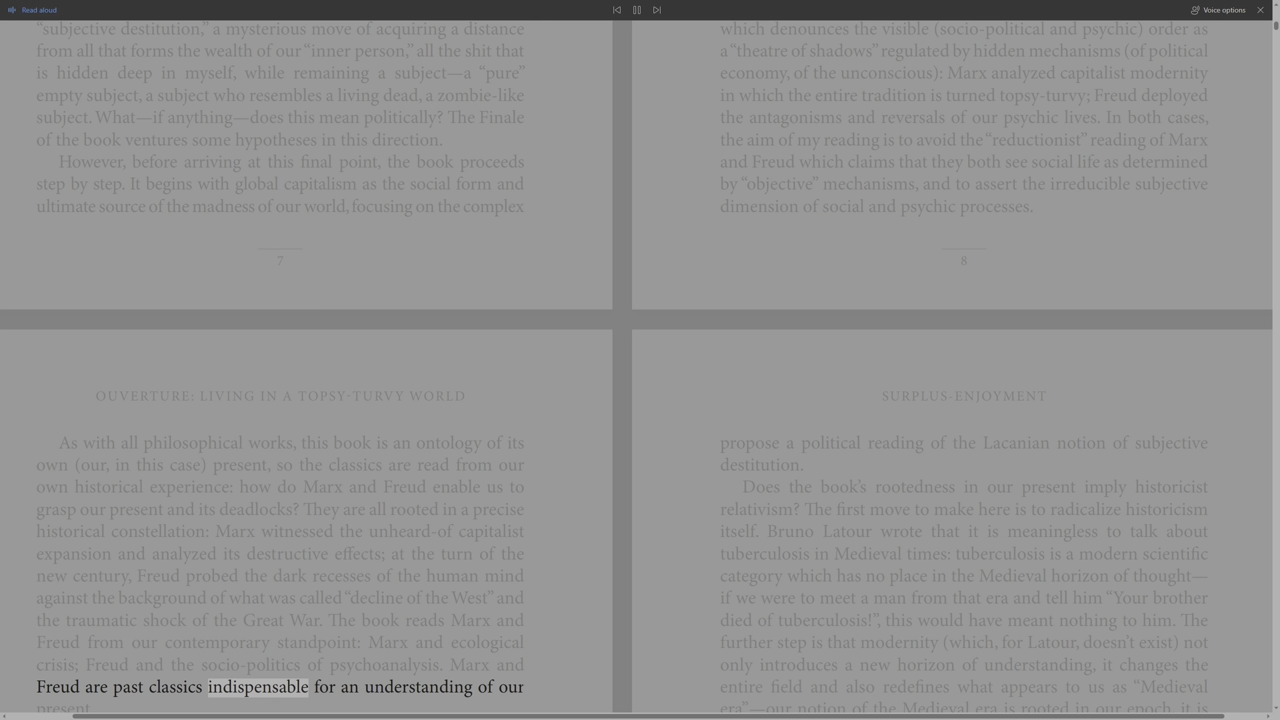 Read aloud
Voice options
“subjective destitution,” a mysterious move of acquiring a distance
from all that forms the wealth of our “inner person,” all the shit that
is hidden deep in myself, while remaining a subject—a “pure”
empty subject, a subject who resembles a living dead, a zombie-like
subject. What—if anything—does this mean politically? The Finale
of the book ventures some hypotheses in this direction.
However, before arriving at this final point, the book proceeds
step by step. It begins with global capitalism as the social form and
ultimate source of the madness of our world, focusing on the complex
7
which denounces the visible (socio-political and psychic) order as
a “theatre of shadows” regulated by hidden mechanisms (of political
economy, of the unconscious): Marx analyzed capitalist modernity
in which the entire tradition is turned topsy-turvy; Freud deployed
the antagonisms and reversals of our psychic lives. In both cases,
the aim of my reading is to avoid the “reductionist” reading of Marx
and Freud which claims that they both see social life as determined
by “objective” mechanisms, and to assert the irreducible subjective
dimension of social and psychic processes.
8
OUVERTURE: LIVING IN A TOPSY-TURVY WORLD
As with all philosophical works, this book is an ontology of its
own (our, in this case) present, so the classics are read from our
own historical experience: how do Marx and Freud enable us to
grasp our present and its deadlocks? They are all rooted in a precise
historical constellation: Marx witnessed the unheard-of capitalist
expansion and analyzed its destructive effects; at the turn of the
new century, Freud probed the dark recesses of the human mind
against the background of what was called “decline of the West” and
the traumatic shock of the Great War. The book reads Marx and
Freud from our contemporary standpoint: Marx and ecological
crisis; Freud and the socio-politics of psychoanalysis. Marx and
Freud are past classics indispensable for an understanding of our
present
SURPLUS-ENJOYMENT
propose a political reading of the Lacanian notion of subjective
destitution.
Does the book’s rootedness in our present imply historicist
relativism? The first move to make here is to radicalize historicism
itself. Bruno Latour wrote that it is meaningless to talk about
tuberculosis in Medieval times: tuberculosis is a modern scientific
category which has no place in the Medieval horizon of thought—
if we were to meet a man from that era and tell him “Your brother
died of tuberculosis!”, this would have meant nothing to him. The
further step is that modernity (which, for Latour, doesn’t exist) not
only introduces a new horizon of understanding, it changes the
entire field and also redefines what appears to us as “Medieval
era”—our notion of the Medieval era is rooted in our epoch, it is